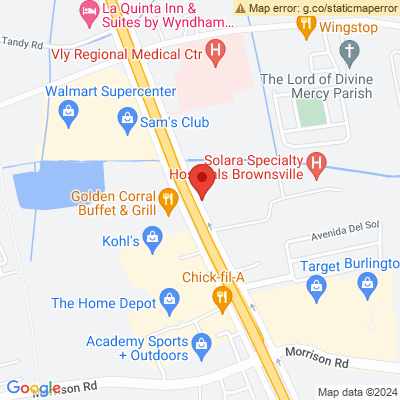 La Quinta Inn &
Suites by Wyndham...
Map error: g.co/staticmaperror
Wingstop
Tandy Rd
Vly Regional Medical Ctr
The Lord of Divine
Mercy Parish
Walmart Supercenter
Sam's Club
Solara Specialty
Hospitals Brownsville
Golden Corral
Buffet & Grill
Avenida Del Sol
Kohl's
Target
Burlington
Chick-fil-A
The Home Depot
Academy Sports
+ Outdoors
Morrison Rd
Morrison Rd
Google
Map data ©2024